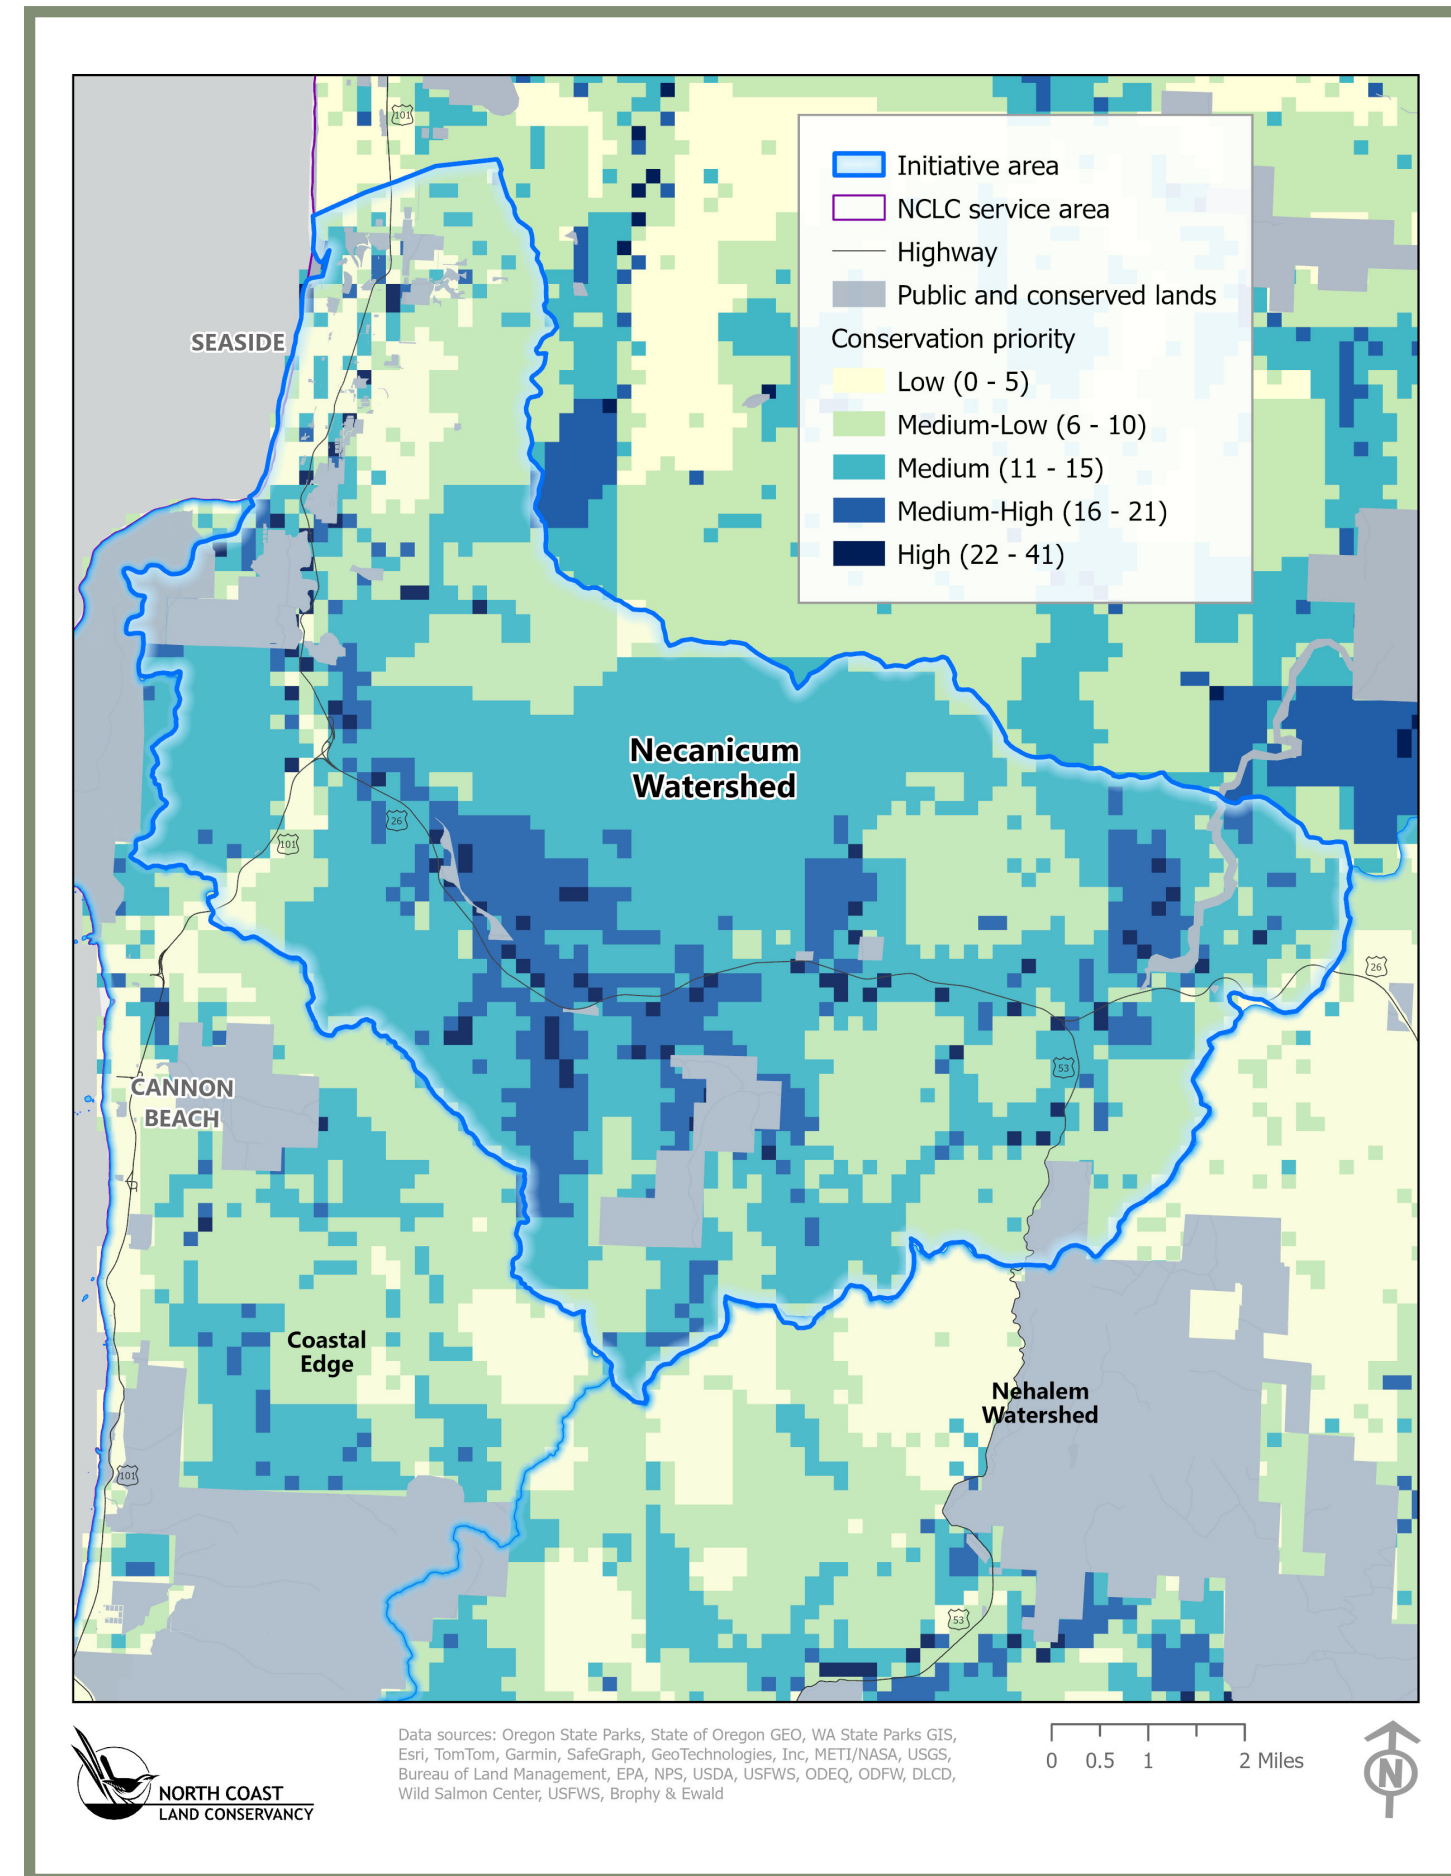 101
Initiative area
NCLC service area
Highway
Public and conserved lands
Conservation priority
Low (0 - 5)
Medium-Low (6 - 10)
Medium (11 - 15)
Medium-High (16 - 21)
High (22 - 41)
SEASIDE
Necanicum
Watershed
26
101
26
53
CANNON
BEACH
Coastal
Edge
Nehalem
Watershed
101
53
NORTH COAST
LAND CONSERVANCY
Data sources: Oregon State Parks, State of Oregon GEO, WA State Parks GIS,
Esri, TomTom, Garmin, SafeGraph, GeoTechnologies, Inc, METI/NASA, USGS,
Bureau of Land Management, EPA, NPS, USDA, USFWS, ODEQ, ODFW, DLCD,
Wild Salmon Center, USFWS, Brophy & Ewald
0 0.5 1 2 Miles
N